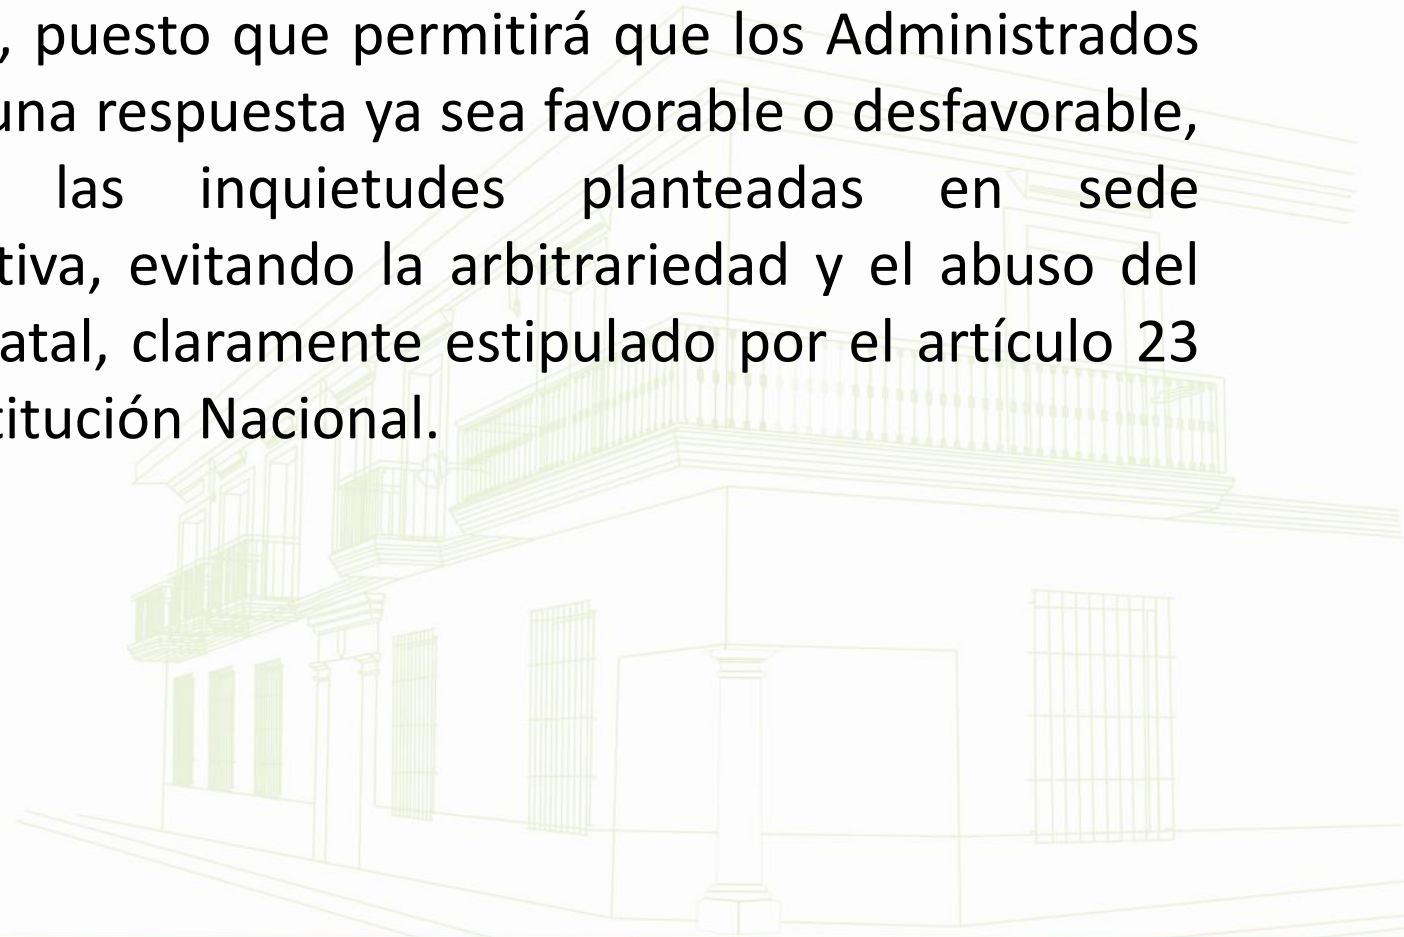 , puesto que permitirá que los Administrados
una respuesta ya sea favorable o desfavorable,
las inquietudes planteadas en sede
tiva, evitando la arbitrariedad y el abuso del
atal, claramente estipulado por el artículo 23
titución Nacional.